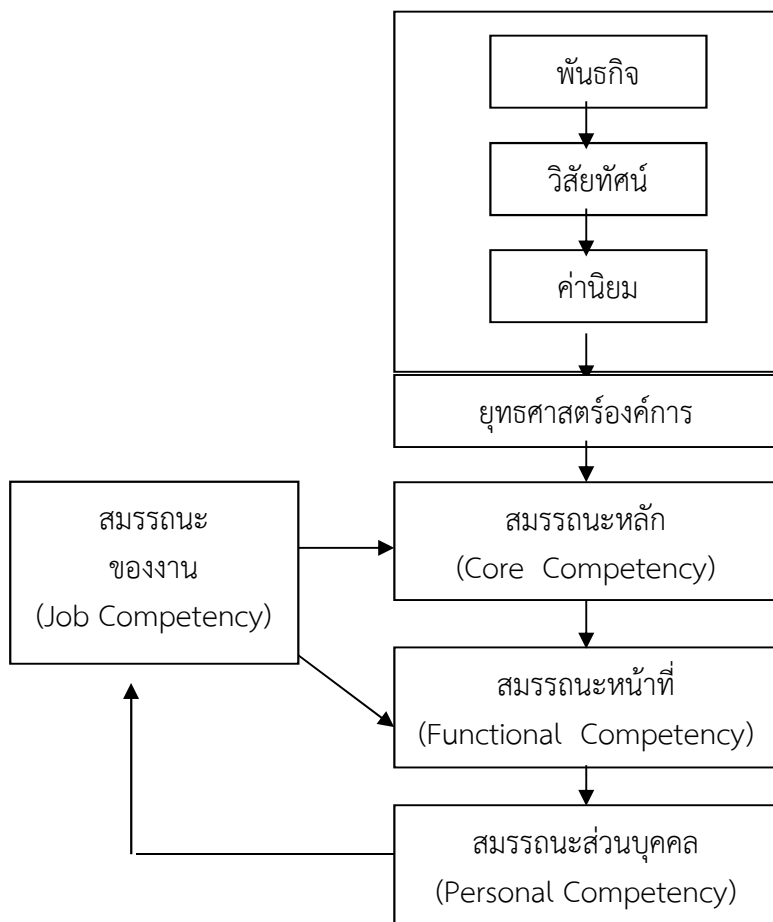 พันธกิจ
วิสัยทัศน์
ค่านิยม
ยุทธศาสตร์องค์การ
สมรรถนะ
ของงาน
(Job Competency)
สมรรถนะหลัก
(Core Competency)
สมรรถนะหน้าที่
(Functional Competency)
สมรรถนะส่วนบุคคล
(Personal Competency)